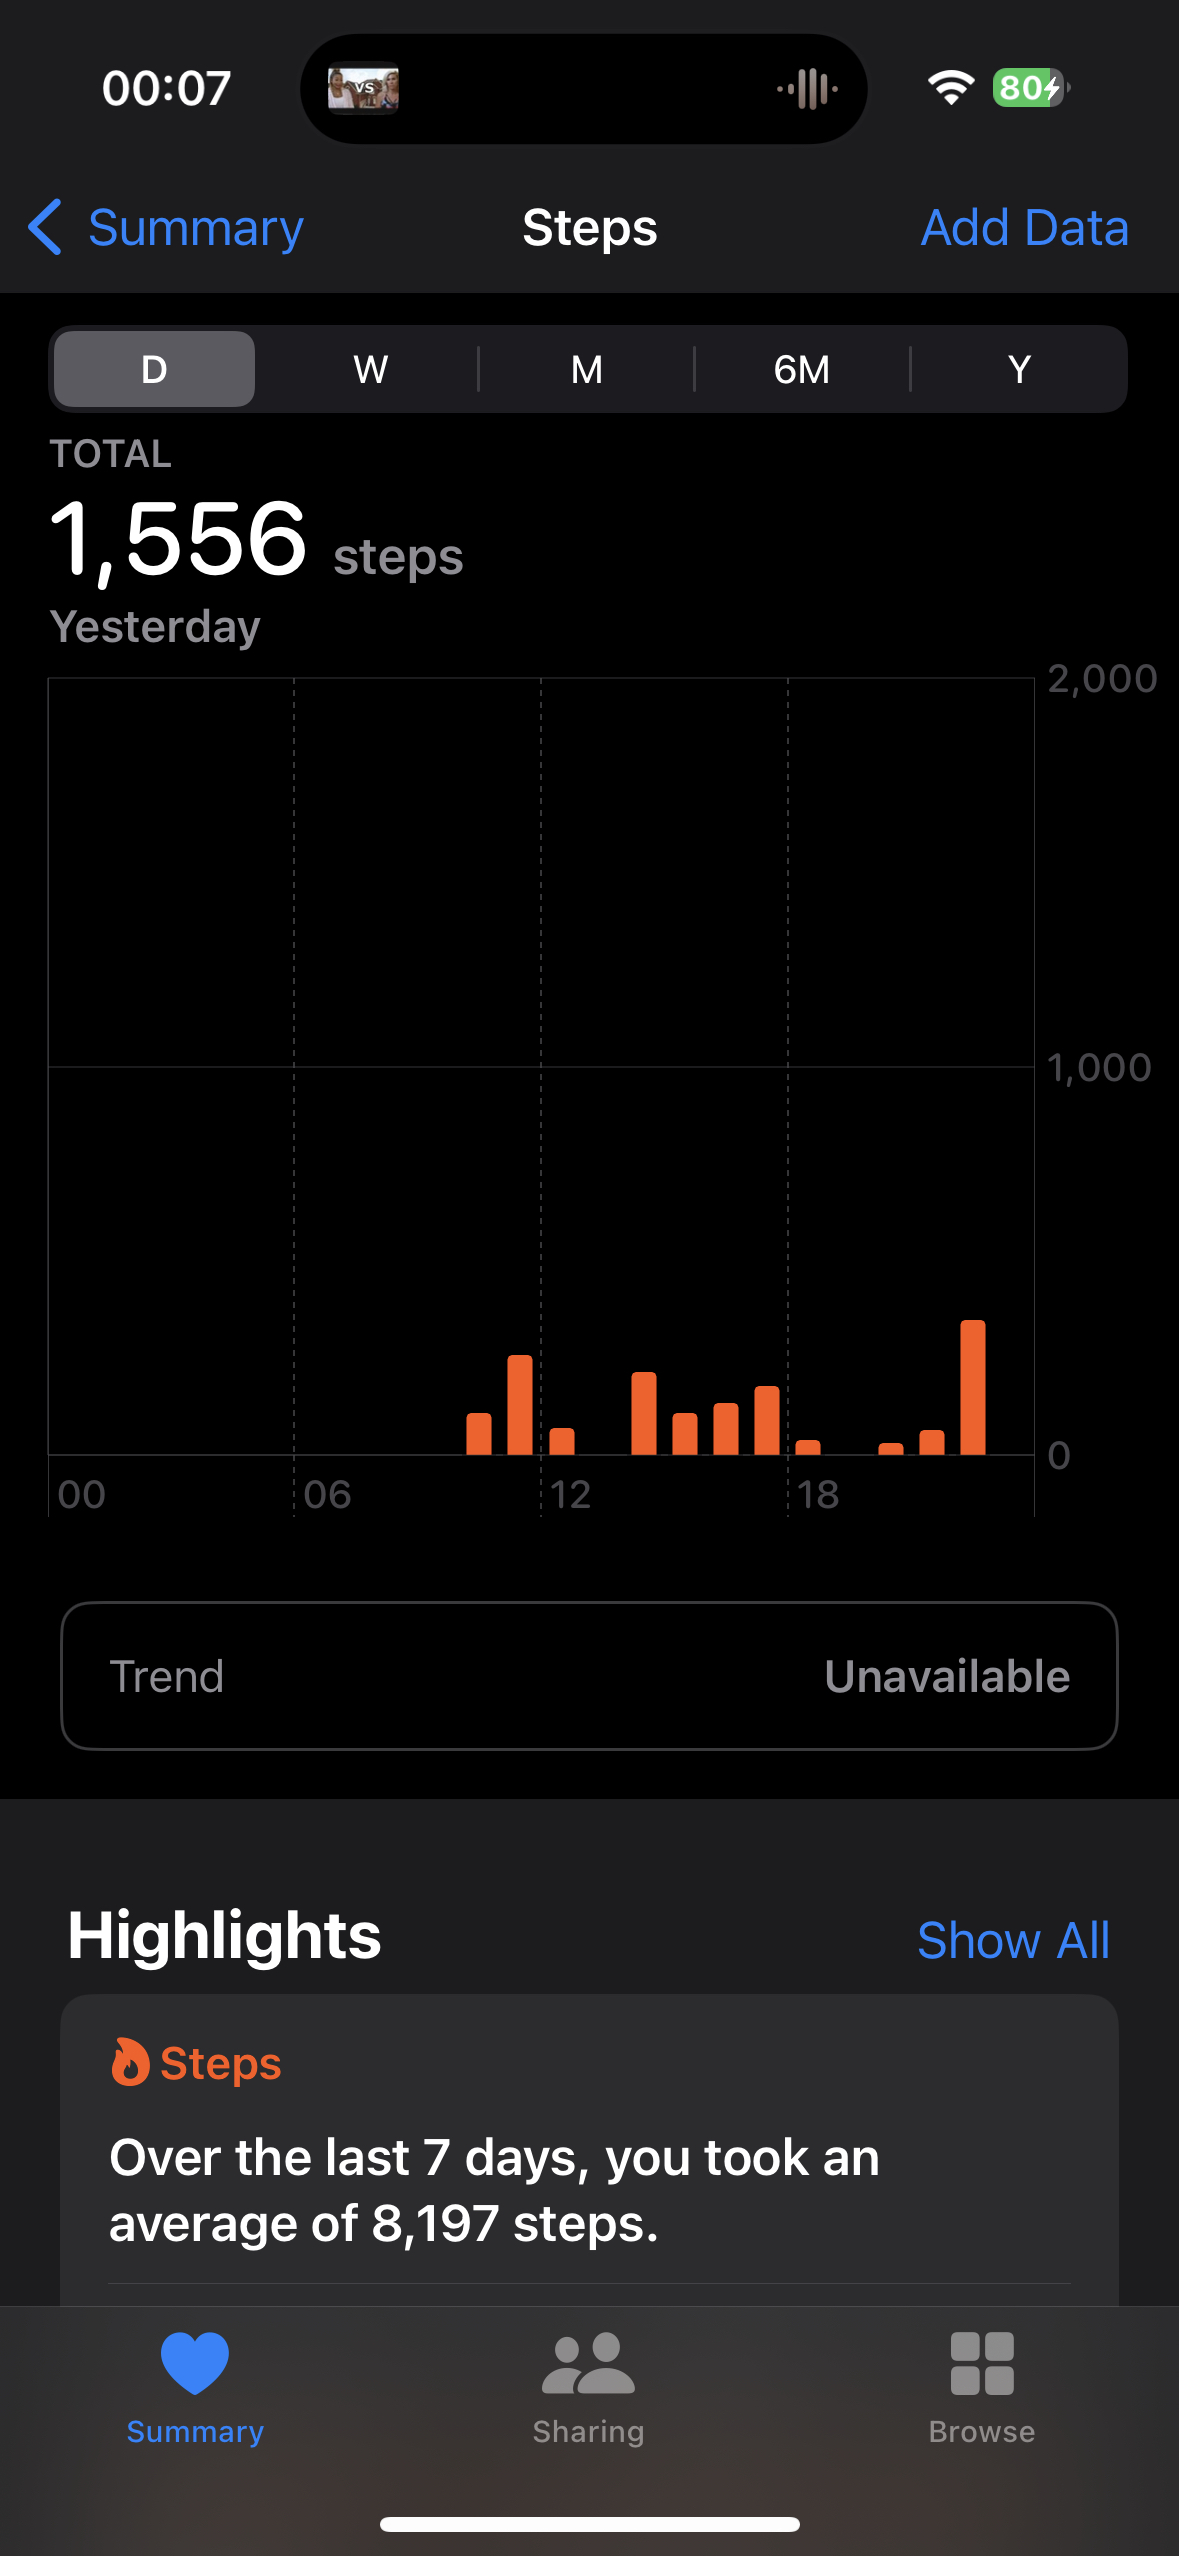 00:07
VS
80
Summary
Steps
Add Data
D
W
M
6M
Y
TOTAL
1,556 steps
Yesterday
2,000
1,000
0
00
06
12
18
Trend
Unavailable
Highlights
Show All
Steps
Over the last 7 days, you took an
average of 8,197 steps.
Summary
Sharing
Browse